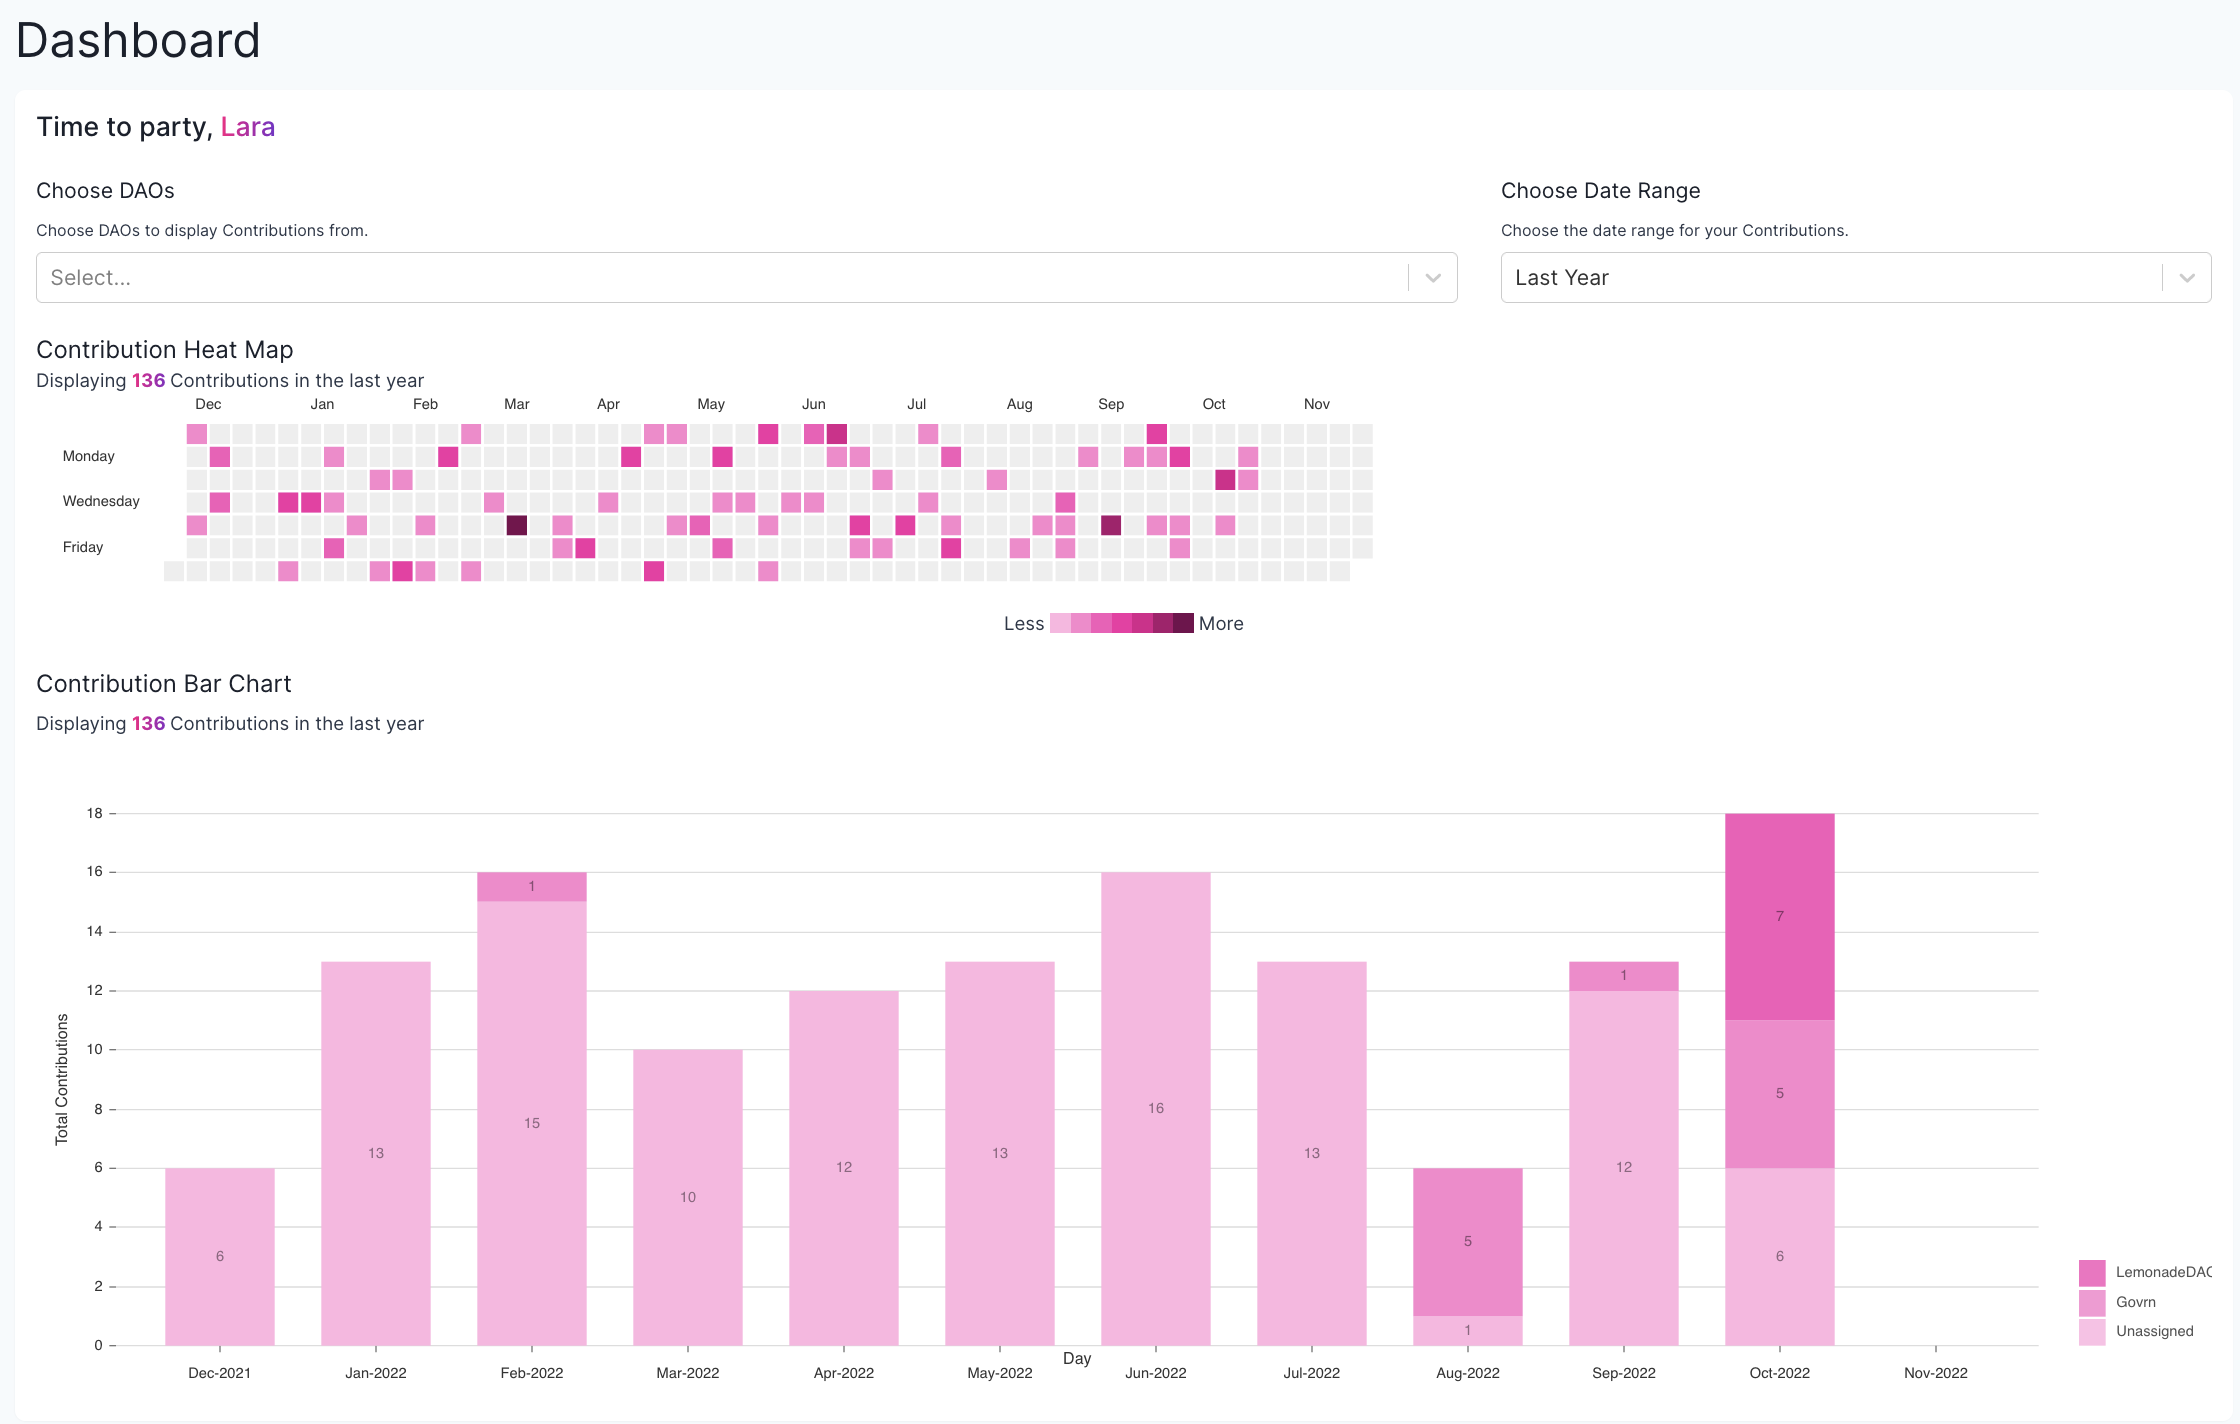 Dashboard
Time to party, Lara
Choose DAOs
Choose DAOs to display Contributions from.
Select...
Choose Date Range
Choose the date range for your Contributions.
Last Year
Contribution Heat Map
Displaying 136 Contributions in the last year
Dec Jan Feb Mar Apr May Jun Jul Aug Sep Oct Nov
Monday
Wednesday
Friday
Less More
Contribution Bar Chart
Displaying 136 Contributions in the last year
Total Contributions
18
16
14
12
10
8
6
4
2
0
6
13
1
15
10
12
13
16
13
5
1
1
12
7
5
6
Dec-2021 Jan-2022 Feb-2022 Mar-2022 Apr-2022 May-2022 Jun-2022 Jul-2022 Aug-2022 Sep-2022 Oct-2022 Nov-2022
Day
LemonadeDAC
Govrn
Unassigned